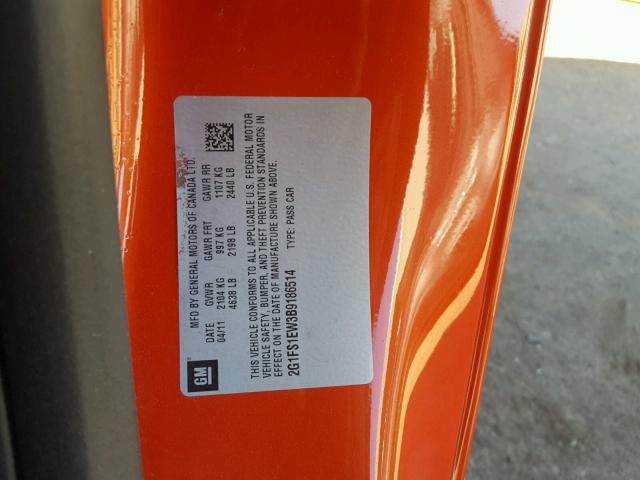 GM
MFD BY GENERAL MOTORS OF CANADA LTD.
DATE GVWR GAWR FRT GAWR RR
04/11 2104 KG 997 KG 1107 KG
4638 LB 2198 LB 2440 LB
THIS VEHICLE CONFORMS TO ALL APPLICABLE U.S. FEDERAL MOTOR
VEHICLE SAFETY, BUMPER, AND THEFT PREVENTION STANDARDS IN
EFFECT ON THE DATE OF MANUFACTURE SHOWN ABOVE.
2G1FS1EW3B9186514 TYPE: PASS CAR